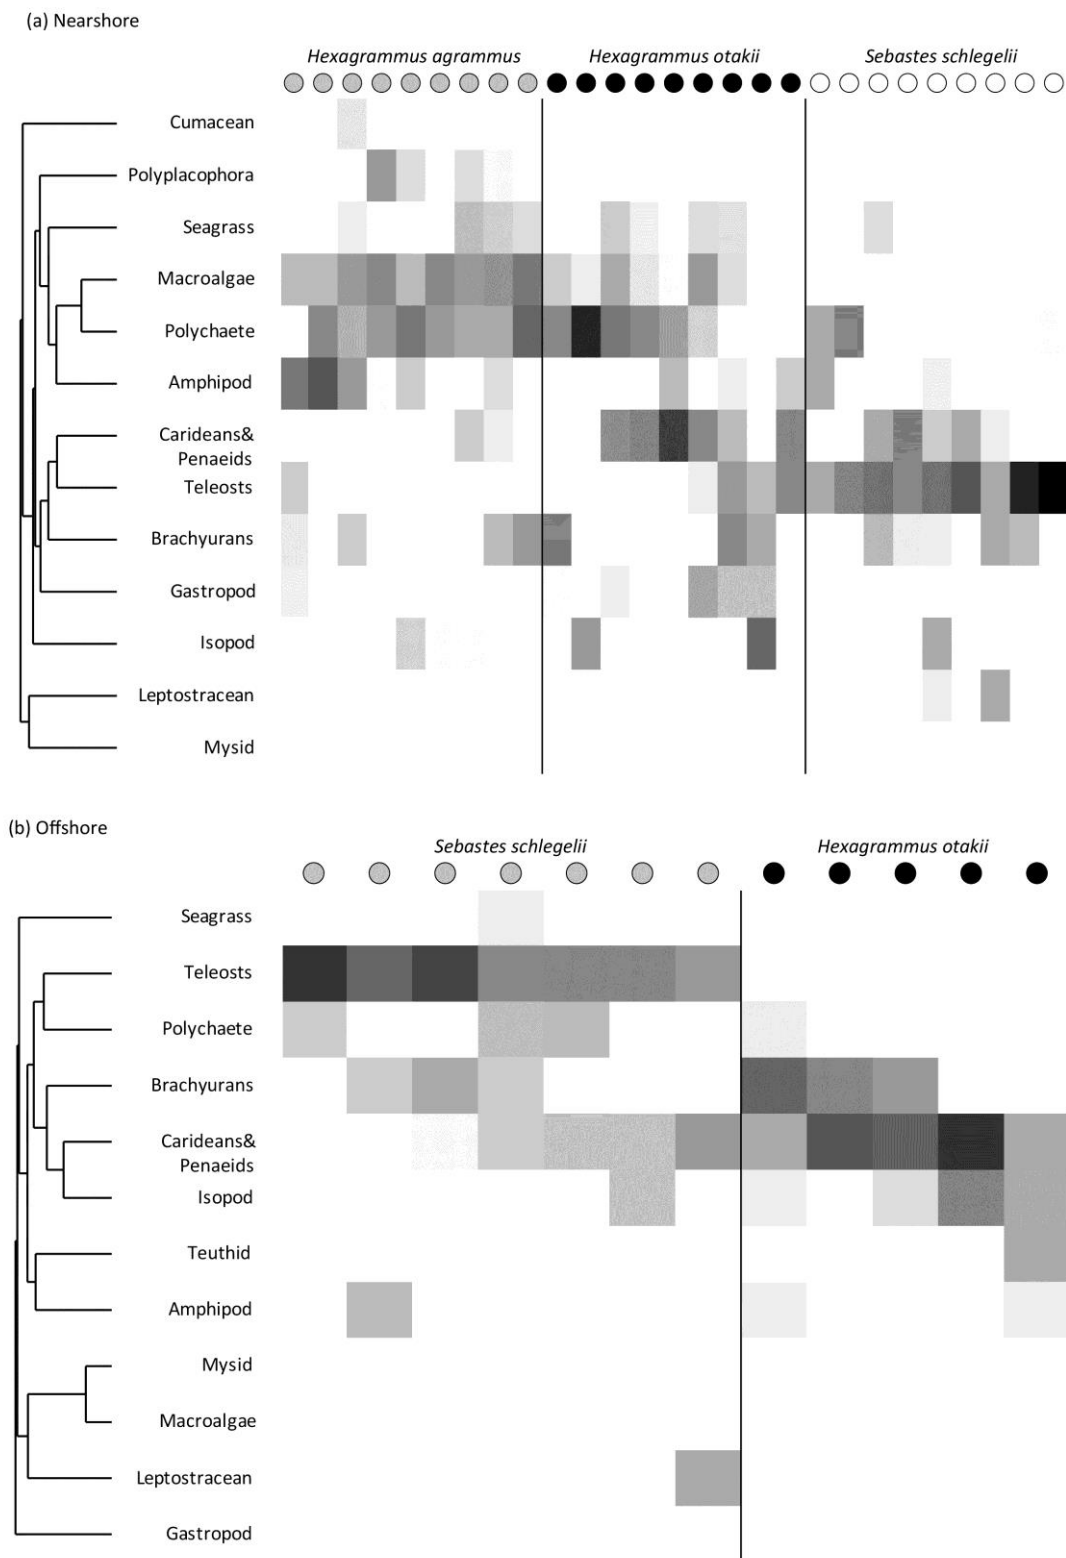 (a) Nearshore
Hexagrammus agrammus Hexagrammus otakii Sebastes schlegelii
Cumacean
Polyplacophora
Seagrass
Macroalgae
Polychaete
Amphipod
Carideans&
Penaeids
Teleosts
Brachyurans
Gastropod
Isopod
Leptostracean
Mysid
(b) Offshore
Sebastes schlegelii Hexagrammus otakii
Seagrass
Teleosts
Polychaete
Brachyurans
Carideans&
Penaeids
Isopod
Teuthid
Amphipod
Mysid
Macroalgae
Leptostracean
Gastropod